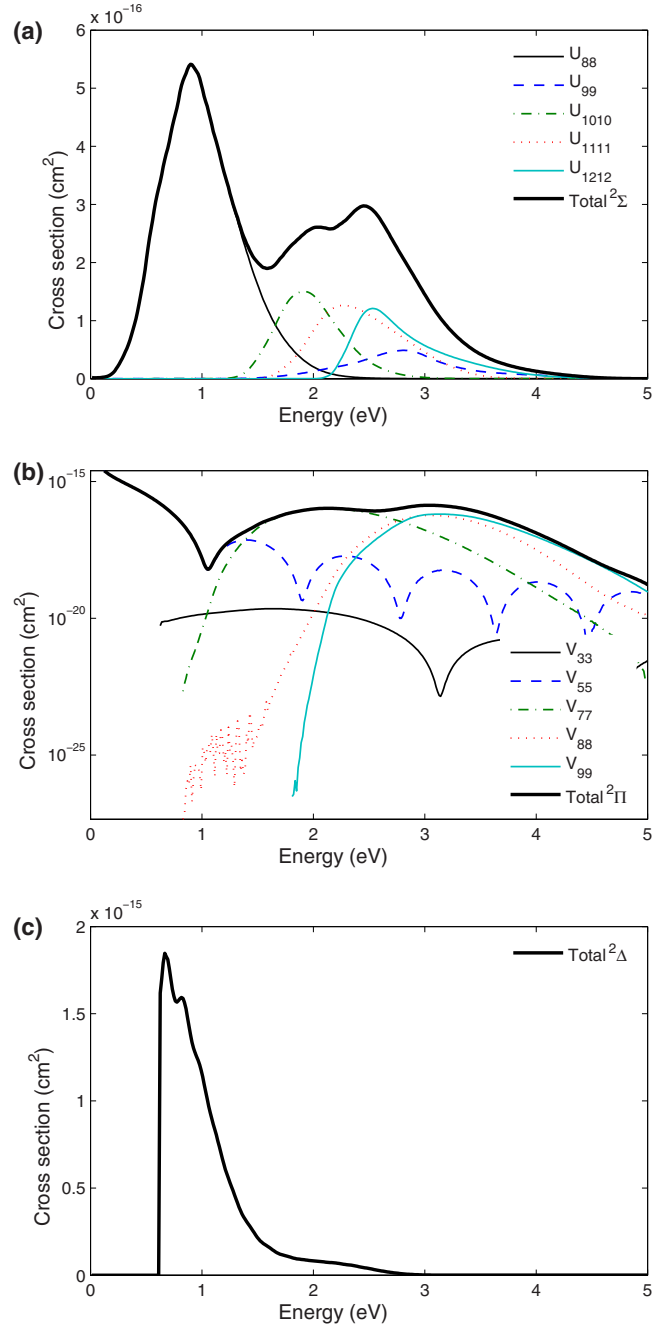 (a)
x 10⁻¹⁶
6
5
4
3
2
1
0
Cross section (cm²)
0 1 2 3 4 5
Energy (eV)
U₈₈
U₉₉
U₁₀₁₀
U₁₁₁₁
U₁₂₁₂
Total ²Σ
(b)
10⁻¹⁵
10⁻²⁰
10⁻²⁵
Cross section (cm²)
0 1 2 3 4 5
Energy (eV)
V₃₃
V₅₅
V₇₇
V₈₈
V₉₉
Total ²Π
(c)
x 10⁻¹⁵
2
1.5
1
0.5
0
Cross section (cm²)
0 1 2 3 4 5
Energy (eV)
Total ²Δ